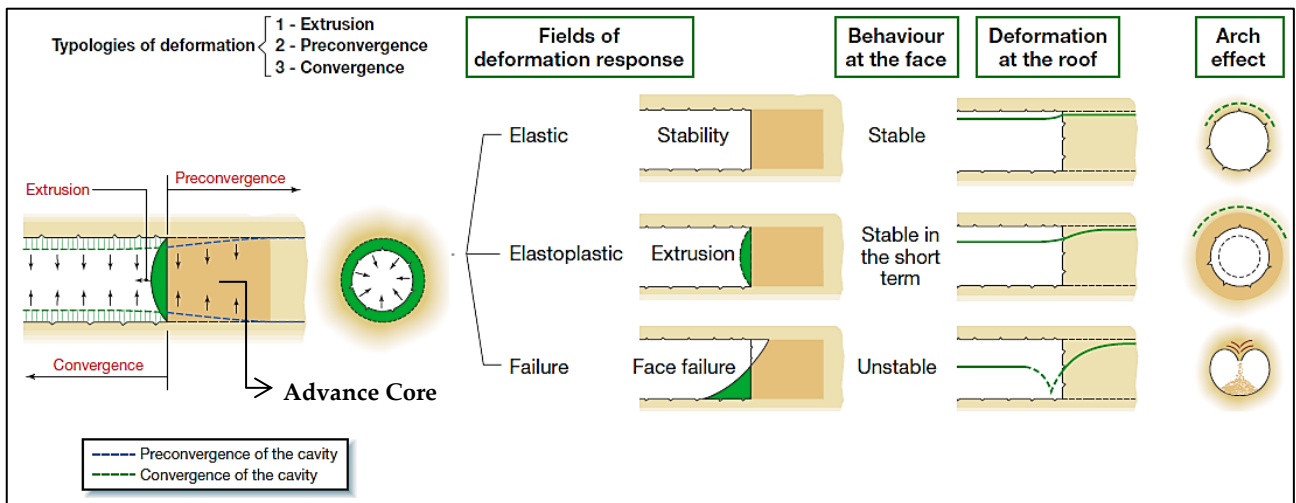 Typologies of deformation
1 - Extrusion
2 - Preconvergence
3 - Convergence
Fields of
deformation response
Behaviour
at the face
Deformation
at the roof
Arch
effect
Extrusion
Preconvergence
Convergence
Advance Core
Elastic
Stability
Stable
Elastoplastic
Extrusion
Stable in
the short
term
Failure
Face failure
Unstable
Preconvergence of the cavity
Convergence of the cavity